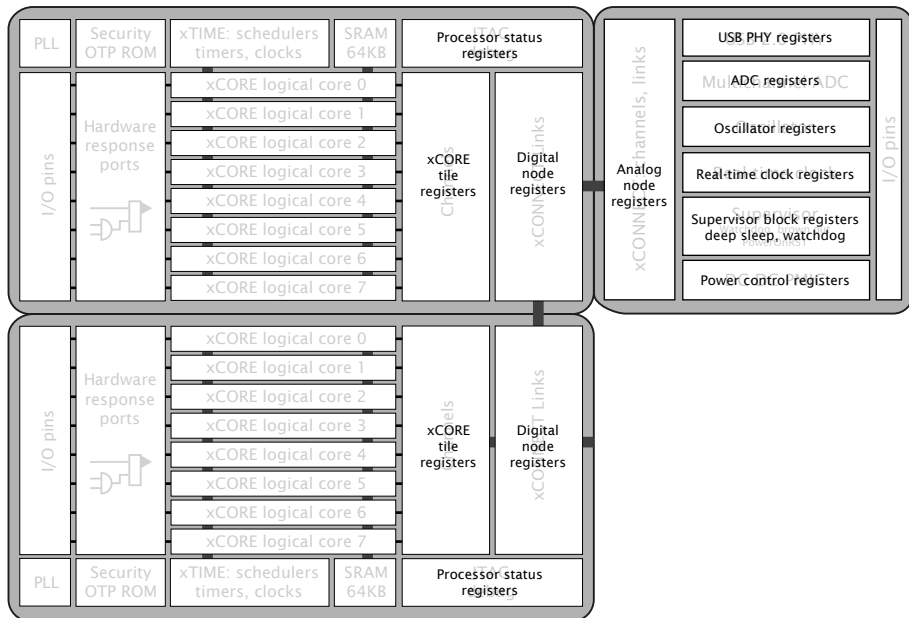 PLL
Security
OTP ROM
xTIME: schedulers
timers, clocks
SRAM
64KB
Processor status
registers
I/O pins
Hardware
response
ports
xCORE logical core 0
xCORE logical core 1
xCORE logical core 2
xCORE logical core 3
xCORE logical core 4
xCORE logical core 5
xCORE logical core 6
xCORE logical core 7
xCORE
tile
registers
Digital
node
registers
Analog
node
registers
USB PHY registers
ADC registers
Oscillator registers
Real-time clock registers
Supervisor block registers
deep sleep, watchdog
Power control registers
I/O pins
I/O pins
Hardware
response
ports
xCORE logical core 0
xCORE logical core 1
xCORE logical core 2
xCORE logical core 3
xCORE logical core 4
xCORE logical core 5
xCORE logical core 6
xCORE logical core 7
xCORE
tile
registers
Digital
node
registers
PLL
Security
OTP ROM
xTIME: schedulers
timers, clocks
SRAM
64KB
Processor status
registers